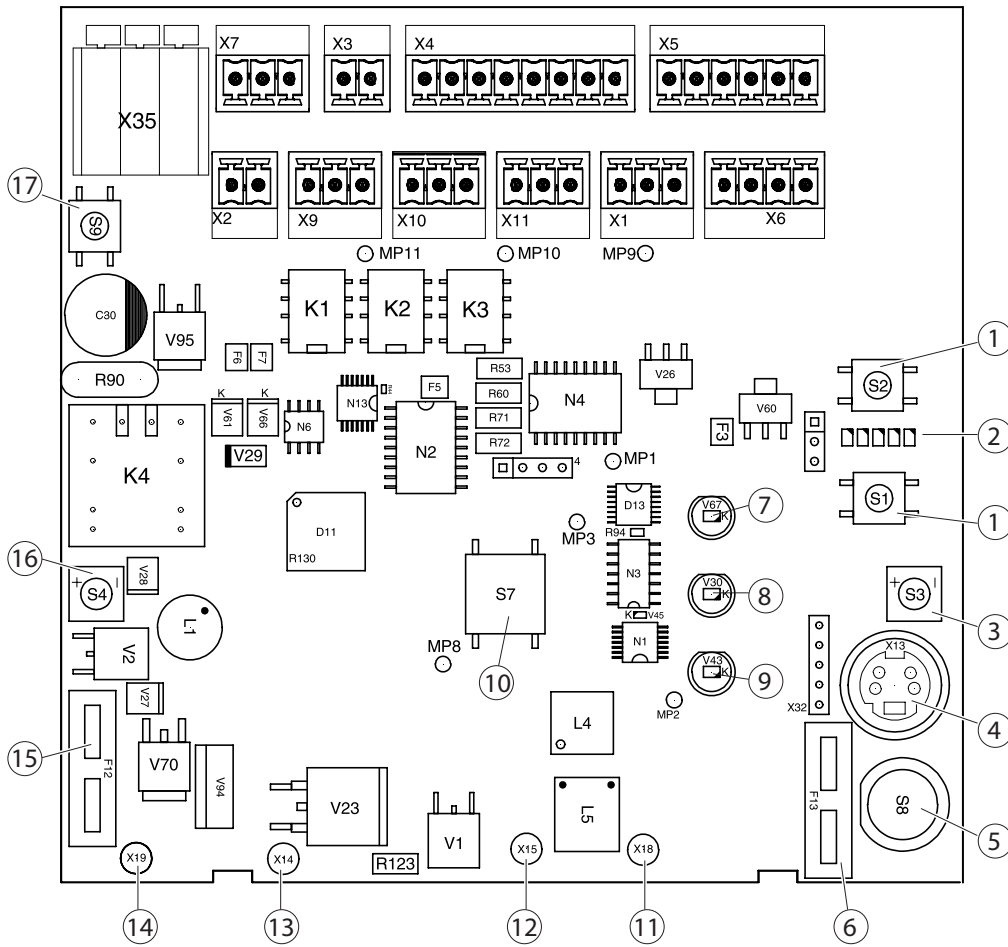 X7 X3 X4 X5
X35
X2 X9 X10 X11 X1 X6
17
S9
MP11 MP10 MP9
C30
K1 K2 K3
V95
F6 F7
R53
V26
1
S2
R90
F5
R60
N4
V60
K K
V61 V66
N6
N13
R71
F3
2
N2
R72
V29
4
MP1
K4
S1
1
D13
V67
K
7
D11
R130
MP3
R94
16
S4
+ -
V28
S7
N3
V30
K
8
S3
+ -
3
K V45
L1
N1
X13
V2
MP8
10
V43
K
9
V27
MP2
X32
4
L4
15
F12
V70
V94
V23
L5
F13
S8
5
V1
X19 X14
R123
X15 X18
14 13 12 11 6